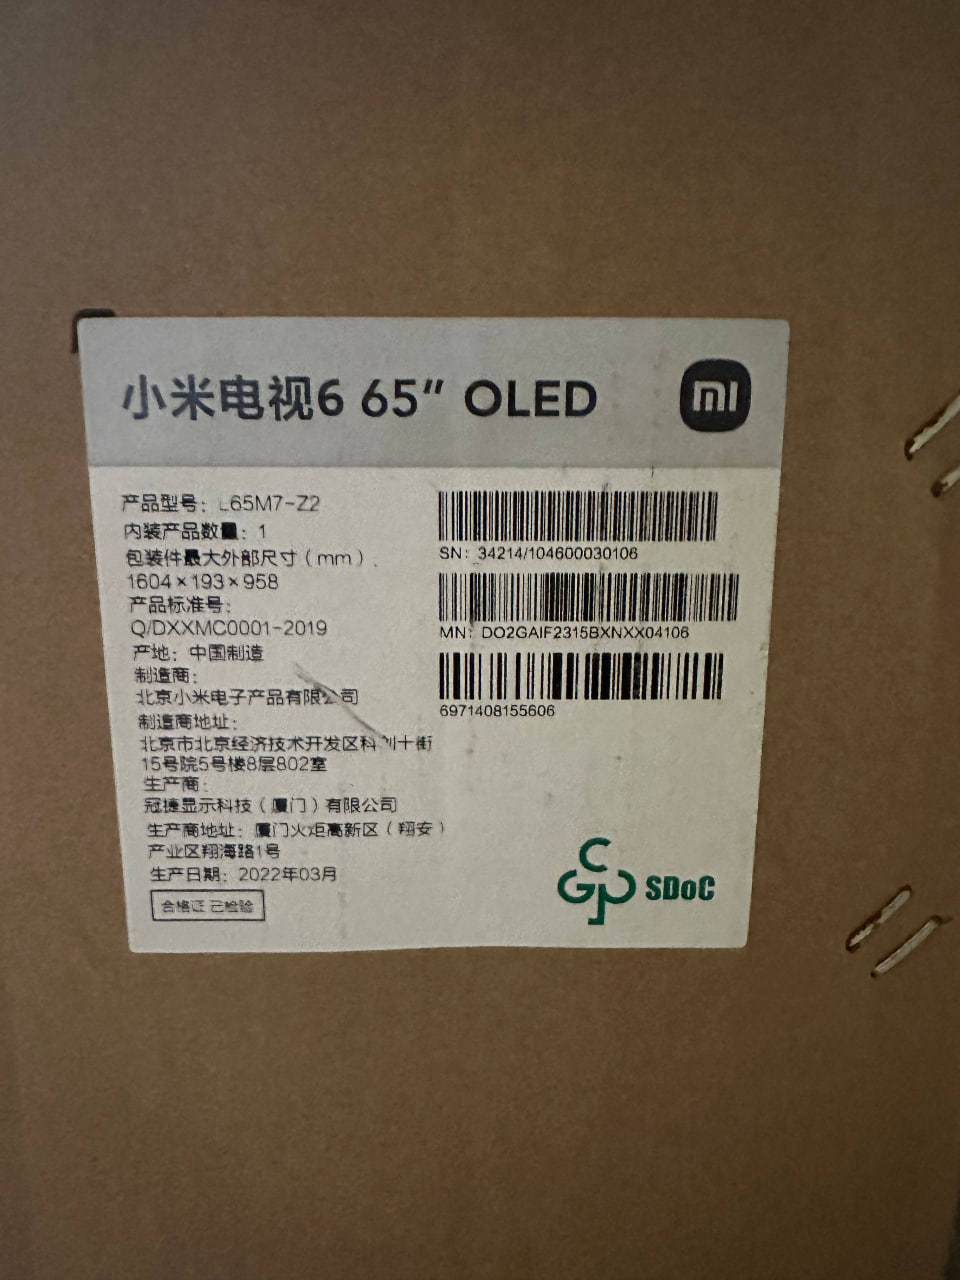 小米电视6 65" OLED
mi
产品型号: L65M7-Z2
内装产品数量: 1
包装件最大外部尺寸(mm)
1604×193×958
产品标准号:
Q/DXXMC0001-2019
产地: 中国制造
制造商:
北京小米电子产品有限公司
制造商地址:
北京市北京经济技术开发区科创十街
15号院5号楼8层802室
生产商:
冠捷显示科技(厦门)有限公司
生产商地址: 厦门火炬高新区(翔安)
产业区翔海路1号
生产日期: 2022年03月
合格证 已检验
SN: 34214/104600030106
MN: DO2GAIF2315BXNXX04106
6971408155606
CGP SDoC